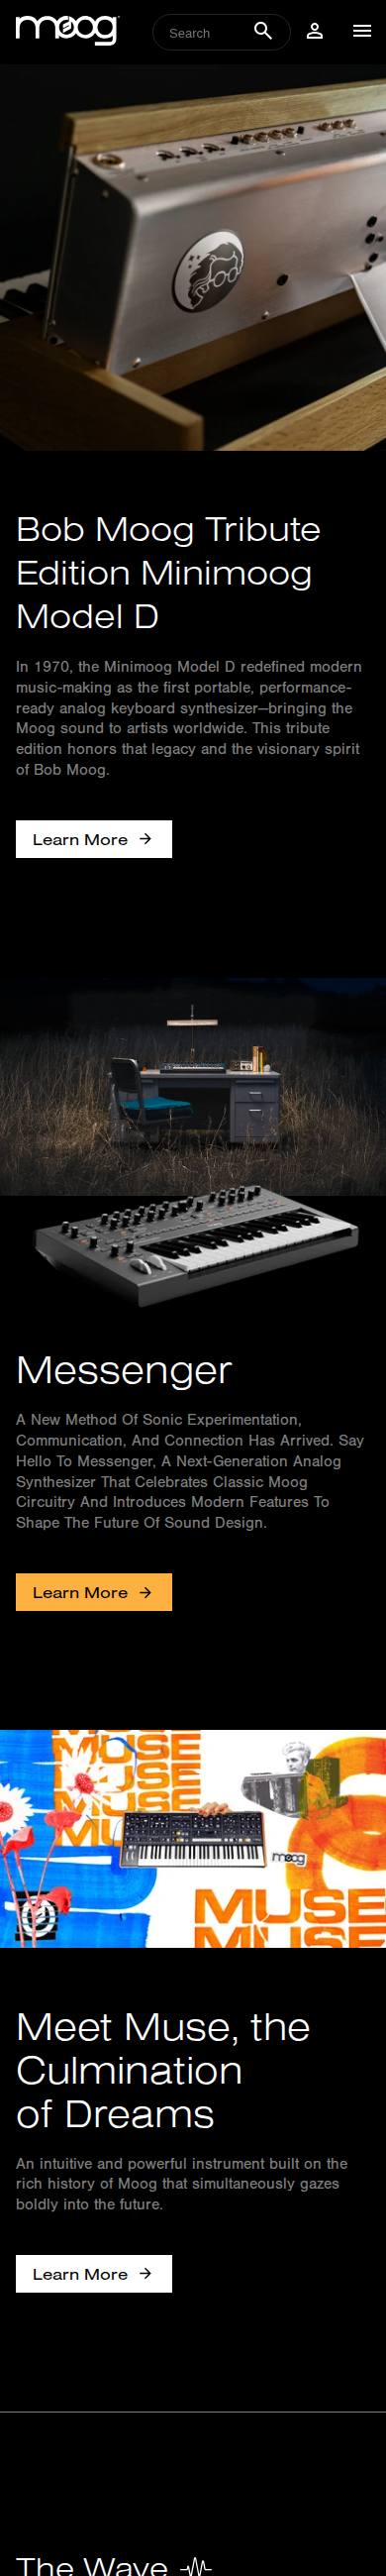 moog
Search
Bob Moog Tribute
Edition Minimoog
Model D
In 1970, the Minimoog Model D redefined modern
music-making as the first portable, performance-
ready analog keyboard synthesizer—bringing the
Moog sound to artists worldwide. This tribute
edition honors that legacy and the visionary spirit
of Bob Moog.
Learn More
Messenger
A New Method Of Sonic Experimentation,
Communication, And Connection Has Arrived. Say
Hello To Messenger, A Next-Generation Analog
Synthesizer That Celebrates Classic Moog
Circuitry And Introduces Modern Features To
Shape The Future Of Sound Design.
Learn More
MUSE
MUSE
MUSE
MU
moog
MUSE
MUSE
Meet Muse, the
Culmination
of Dreams
An intuitive and powerful instrument built on the
rich history of Moog that simultaneously gazes
boldly into the future.
Learn More
The Wave